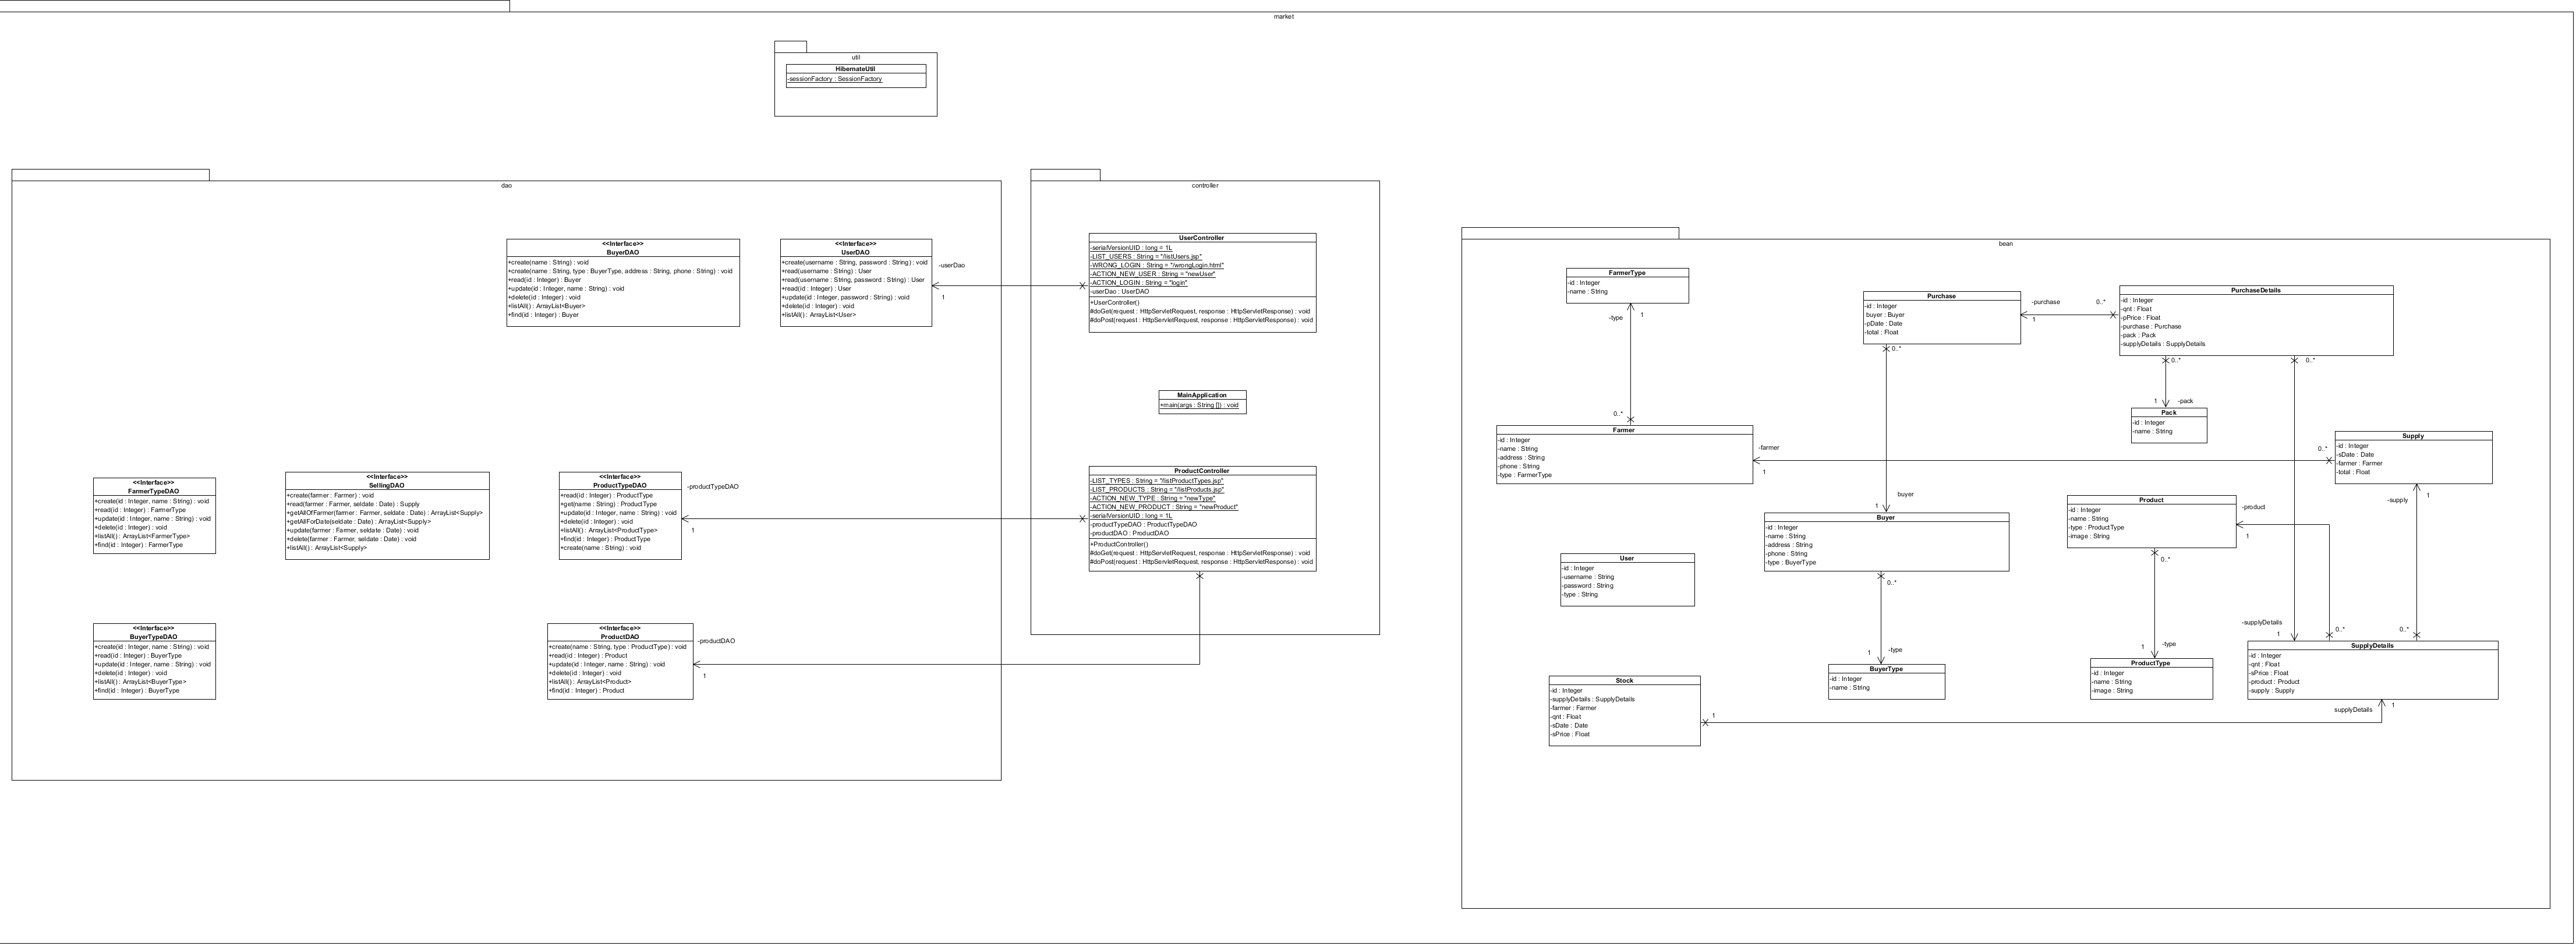 market
util
HibernateUtil
-sessionFactory : SessionFactory
dao
<<Interface>>
BuyerDAO
+create(name : String) : void
+create(name : String, type : BuyerType, address : String, phone : String) : void
+read(id : Integer) : Buyer
+update(id : Integer, name : String) : void
+delete(id : Integer) : void
+listAll() : ArrayList<Buyer>
+find(id : Integer) : Buyer
<<Interface>>
UserDAO
+create(username : String, password : String) : void
+read(username : String) : User
+read(username : String, password : String) : User
+read(id : Integer) : User
+update(id : Integer, password : String) : void
+delete(id : Integer) : void
+listAll() : ArrayList<User>
-userDao
1
<<Interface>>
FarmerTypeDAO
+create(id : Integer, name : String) : void
+read(id : Integer) : FarmerType
+update(id : Integer, name : String) : void
+delete(id : Integer) : void
+listAll() : ArrayList<FarmerType>
+find(id : Integer) : FarmerType
<<Interface>>
SellingDAO
+create(farmer : Farmer) : void
+read(farmer : Farmer, seldate : Date) : Supply
+getAllOfFarmer(farmer : Farmer, seldate : Date) : ArrayList<Supply>
+getAllForDate(seldate : Date) : ArrayList<Supply>
+update(farmer : Farmer, seldate : Date) : void
+delete(farmer : Farmer, seldate : Date) : void
+listAll() : ArrayList<Supply>
<<Interface>>
ProductTypeDAO
+read(id : Integer) : ProductType
+get(name : String) : ProductType
+update(id : Integer, name : String) : void
+delete(id : Integer) : void
+listAll() : ArrayList<ProductType>
+find(id : Integer) : ProductType
+create(name : String) : void
-productTypeDAO
1
<<Interface>>
BuyerTypeDAO
+create(id : Integer, name : String) : void
+read(id : Integer) : BuyerType
+update(id : Integer, name : String) : void
+delete(id : Integer) : void
+listAll() : ArrayList<BuyerType>
+find(id : Integer) : BuyerType
<<Interface>>
ProductDAO
+create(name : String, type : ProductType) : void
+read(id : Integer) : Product
+update(id : Integer, name : String) : void
+delete(id : Integer) : void
+listAll() : ArrayList<Product>
+find(id : Integer) : Product
-productDAO
1
controller
UserController
-serialVersionUID : long = 1L
-LIST_USERS : String = "/listUsers.jsp"
-WRONG_LOGIN : String = "/wrongLogin.html"
-ACTION_NEW_USER : String = "newUser"
-ACTION_LOGIN : String = "login"
-userDao : UserDAO
+UserController()
#doGet(request : HttpServletRequest, response : HttpServletResponse) : void
#doPost(request : HttpServletRequest, response : HttpServletResponse) : void
MainApplication
+main(args : String []) : void
ProductController
-LIST_TYPES : String = "/listProductTypes.jsp"
-LIST_PRODUCTS : String = "/listProducts.jsp"
-ACTION_NEW_TYPE : String = "newType"
-ACTION_NEW_PRODUCT : String = "newProduct"
-serialVersionUID : long = 1L
-productTypeDAO : ProductTypeDAO
-productDAO : ProductDAO
+ProductController()
#doGet(request : HttpServletRequest, response : HttpServletResponse) : void
#doPost(request : HttpServletRequest, response : HttpServletResponse) : void
bean
FarmerType
-id : Integer
-name : String
-type
1
0..*
Farmer
-id : Integer
-name : String
-address : String
-phone : String
-type : FarmerType
-farmer
1
Purchase
-id : Integer
buyer : Buyer
-pDate : Date
-total : Float
-purchase
1
0..*
0..*
PurchaseDetails
-id : Integer
-qnt : Float
-pPrice : Float
-purchase : Purchase
-pack : Pack
-supplyDetails : SupplyDetails
0..*
0..*
1
-pack
Pack
-id : Integer
-name : String
0..*
Supply
-id : Integer
-sDate : Date
-farmer : Farmer
-total : Float
-supply
1
buyer
1
Buyer
-id : Integer
-name : String
-address : String
-phone : String
-type : BuyerType
0..*
1
-type
BuyerType
-id : Integer
-name : String
Product
-id : Integer
-name : String
-type : ProductType
-image : String
-product
1
0..*
1
-type
ProductType
-id : Integer
-name : String
-image : String
User
-id : Integer
-username : String
-password : String
-type : String
-supplyDetails
1
0..*
0..*
SupplyDetails
-id : Integer
-qnt : Float
-sPrice : Float
-product : Product
-supply : Supply
Stock
-id : Integer
-supplyDetails : SupplyDetails
-farmer : Farmer
-qnt : Float
-sDate : Date
-sPrice : Float
1
supplyDetails
1